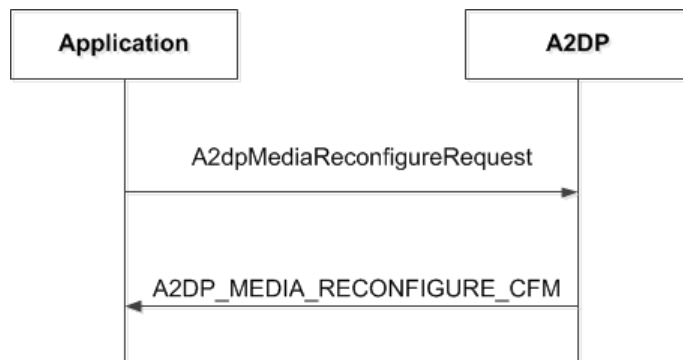 Application
A2DP
A2dpMediaReconfigureRequest
A2DP_MEDIA_RECONFIGURE_CFM